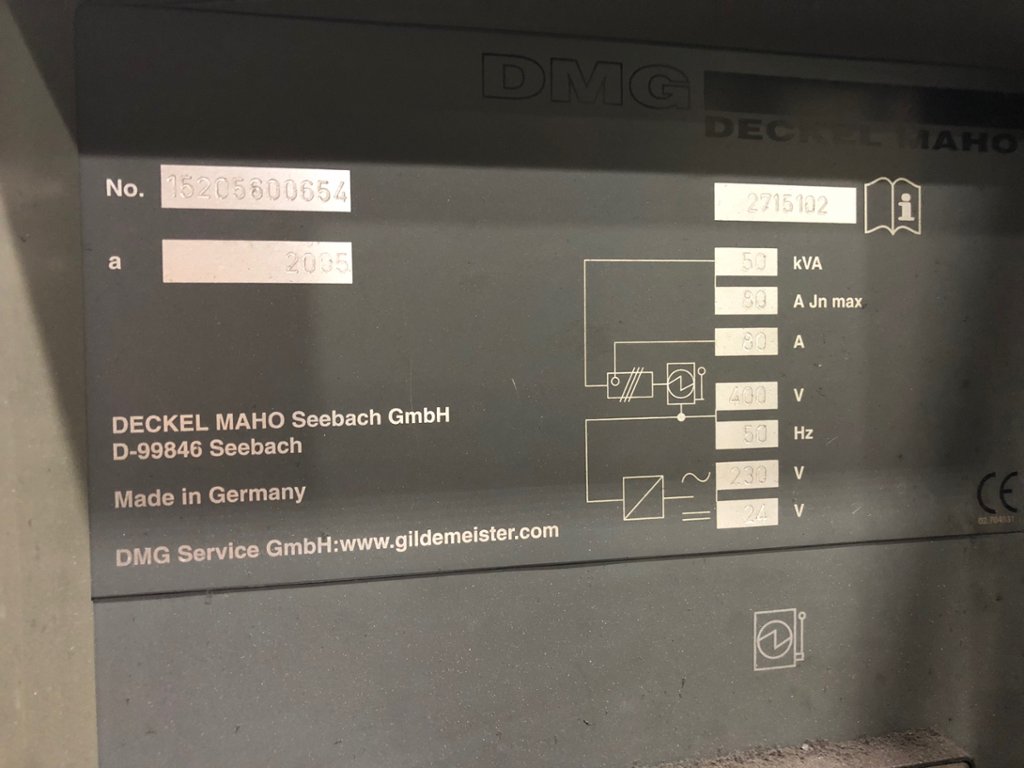 DMG
DECKEL MAHO
No. 15205600654
2715102
a 2005
50 kVA
80 A Jn max
80 A
400 V
50 Hz
230 V
24 V
DECKEL MAHO Seebach GmbH
D-99846 Seebach
Made in Germany
DMG Service GmbH:www.gildemeister.com
CE